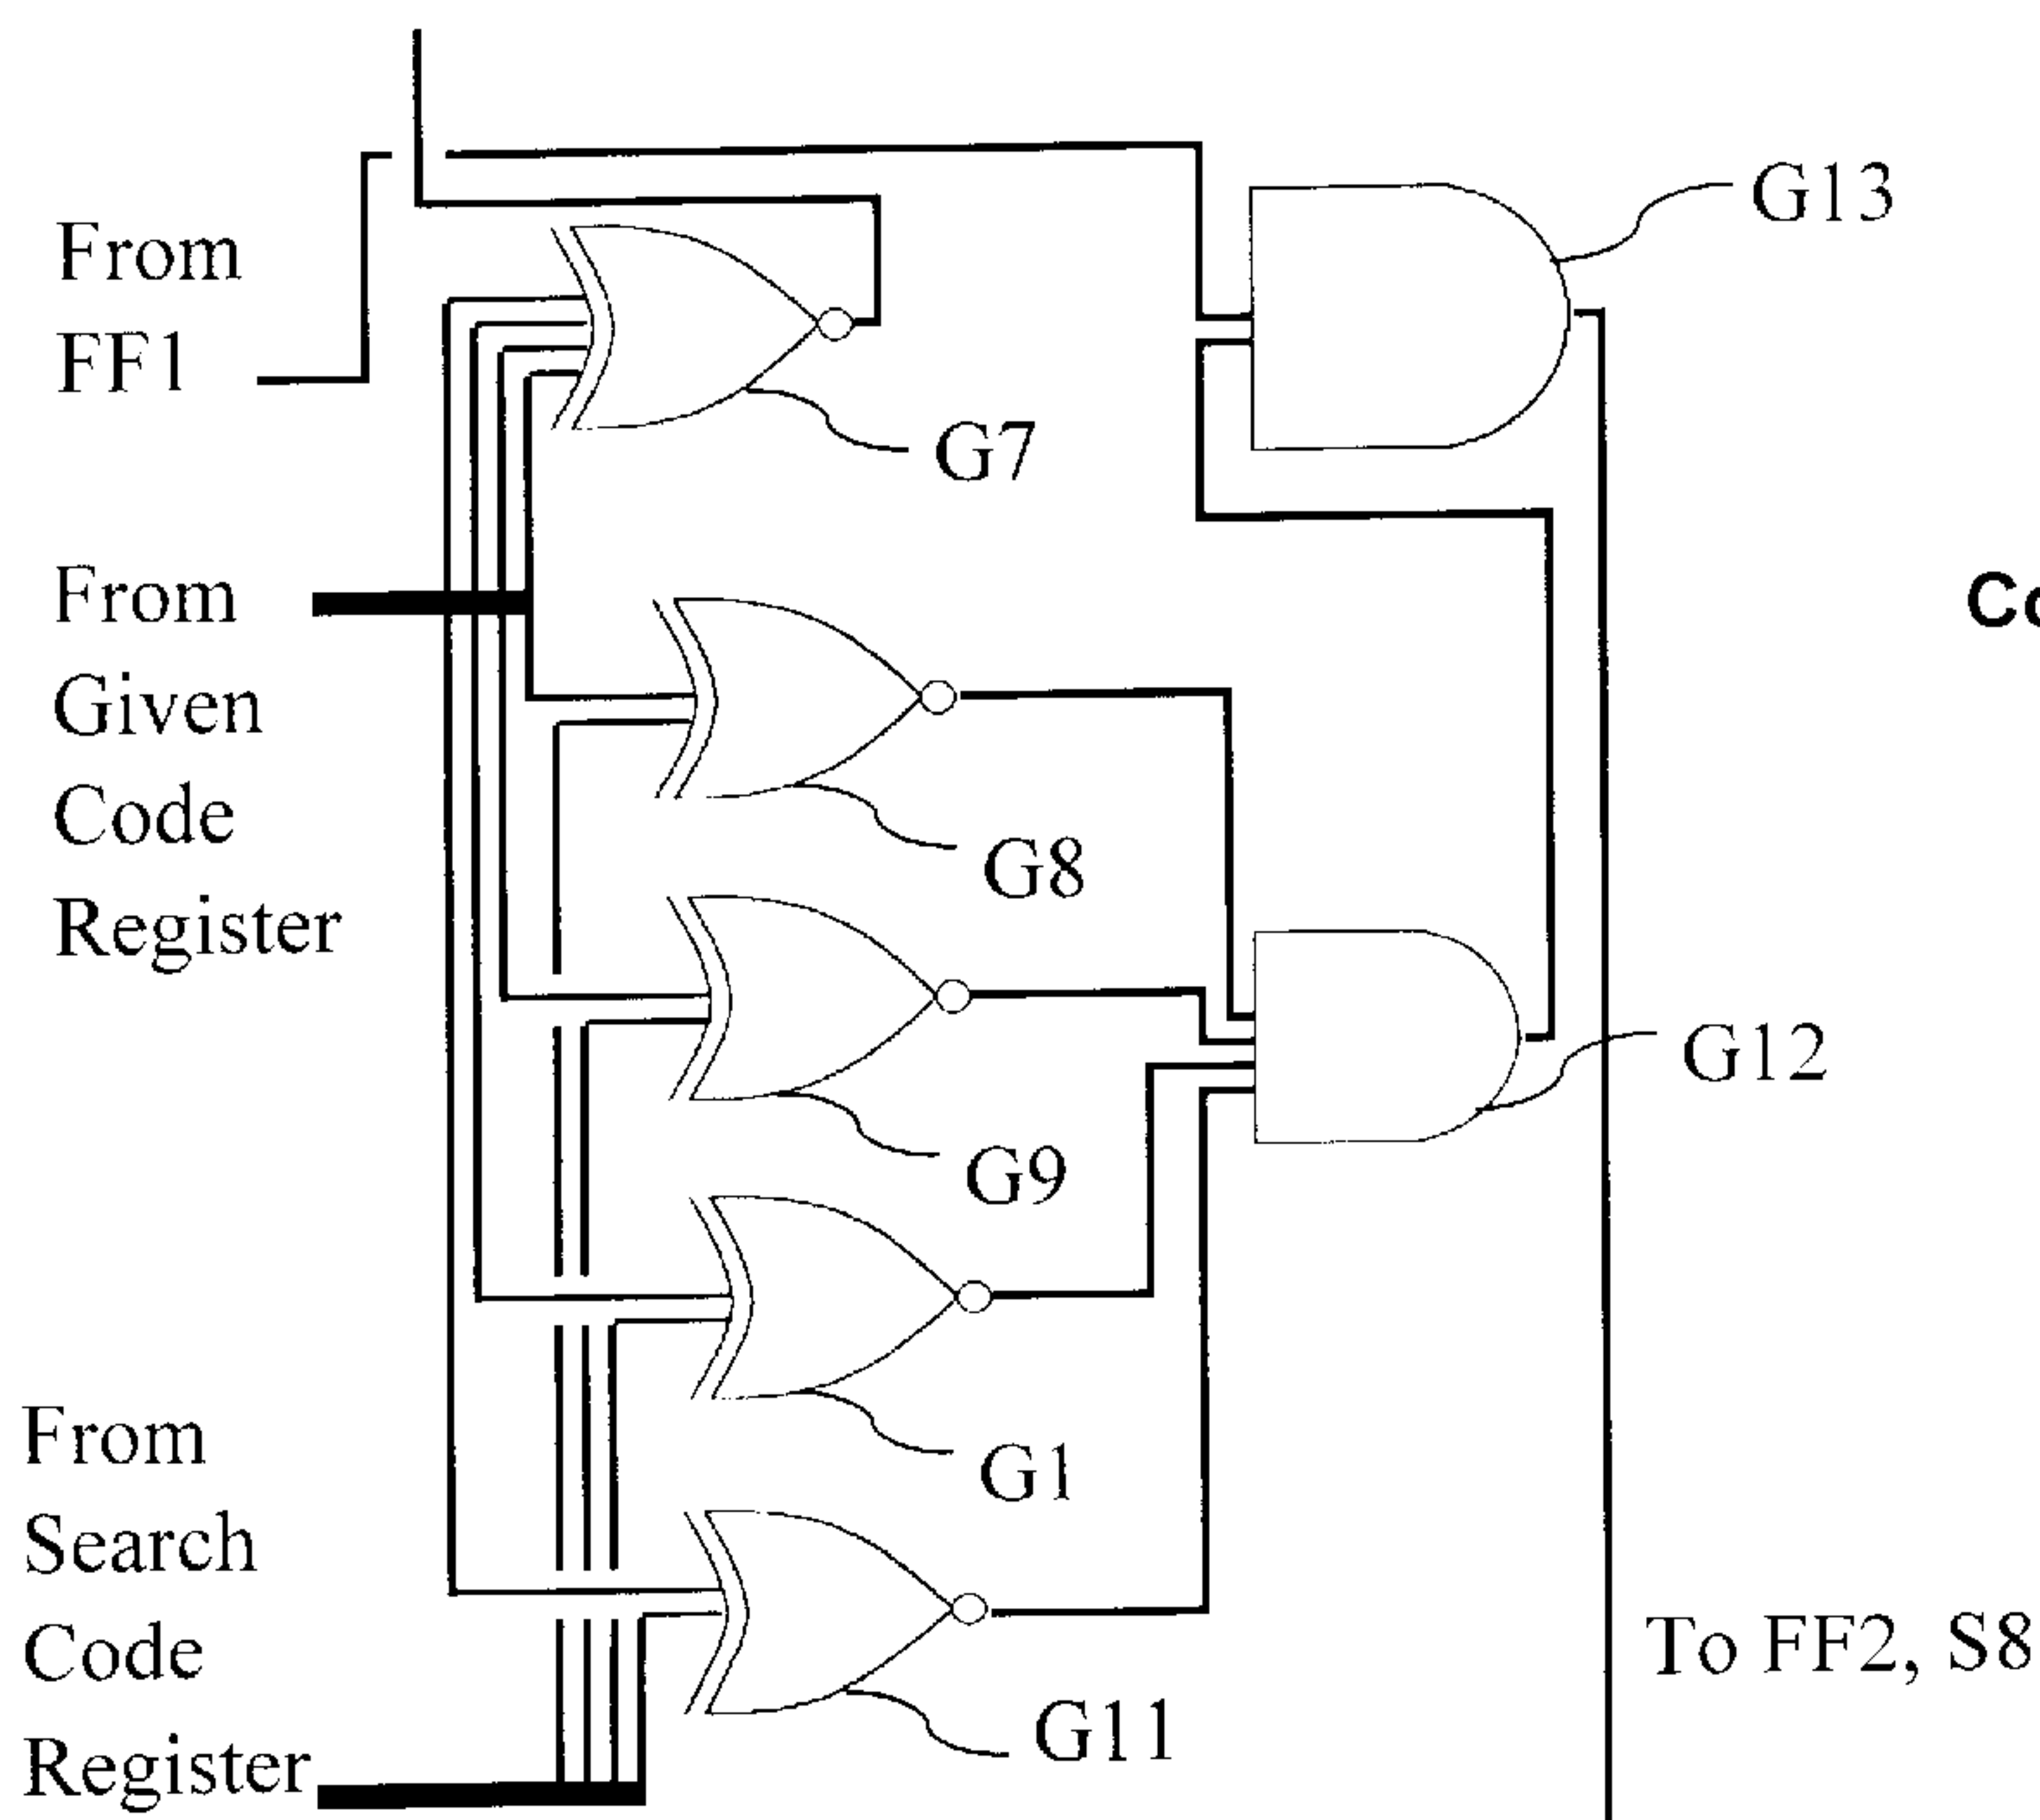 From
FF1
G13
G7
From
Given
Code
Register
Co
G8
G12
G9
G1
From
Search
Code
Register
G11
To FF2, S8